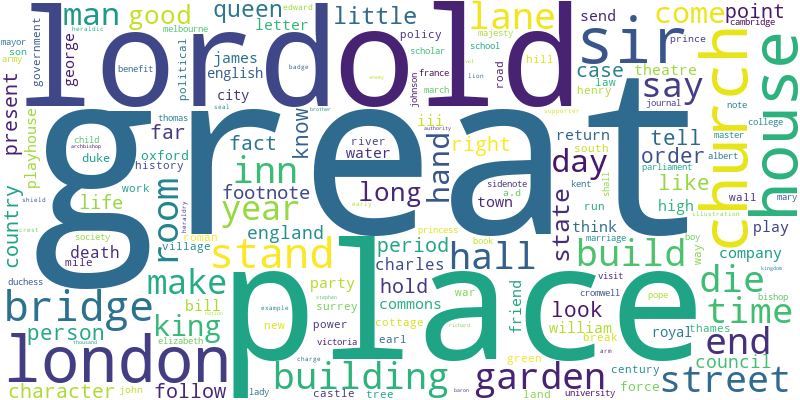 mayor
son
army
heraldic
man
government
george
melbourne
political
good
edward
queen
little
letter
policy
scholar
james
english
city
lord
old
benefit
badge
school
majesty
hill
france
johnson
march
road
lane
sir
send
prince
case
law
henry
theatre
come
point
cambridge
say
journal
note
college
church
house
present
playhouse
child
archbishop
duke
thomas
far
oxford
history
seal
brother
enemy
lion
supporter
fact
know
iii
river
water
hand
right
authority
return
south
tell
order
master
albert
parliament
mary
country
life
work
shield
crest
society
death
mile
room
heraldry
village
roman
inn
footnote
year
england
early
great
long
sidenote
a.d
town
princess
day
state
kent
run
shall
think
marriage
like
high
wall
play
illustration
company
boy
way
stand
period
charles
hall
book
build
die
duchess
make
party
surrey
hold
commons
war
friend
look
visit
cromwell
pope
bishop
kingdom
time
bridge
king
bill
person
elizabeth
thousand
example
stephen
new
power
cottage
victoria
earl
richard
william
break
royal
thames
end
council
london
place
green
century
force
street
character
john
follow
lady
building
charge
castle
tree
baron
garden
land
arm
university